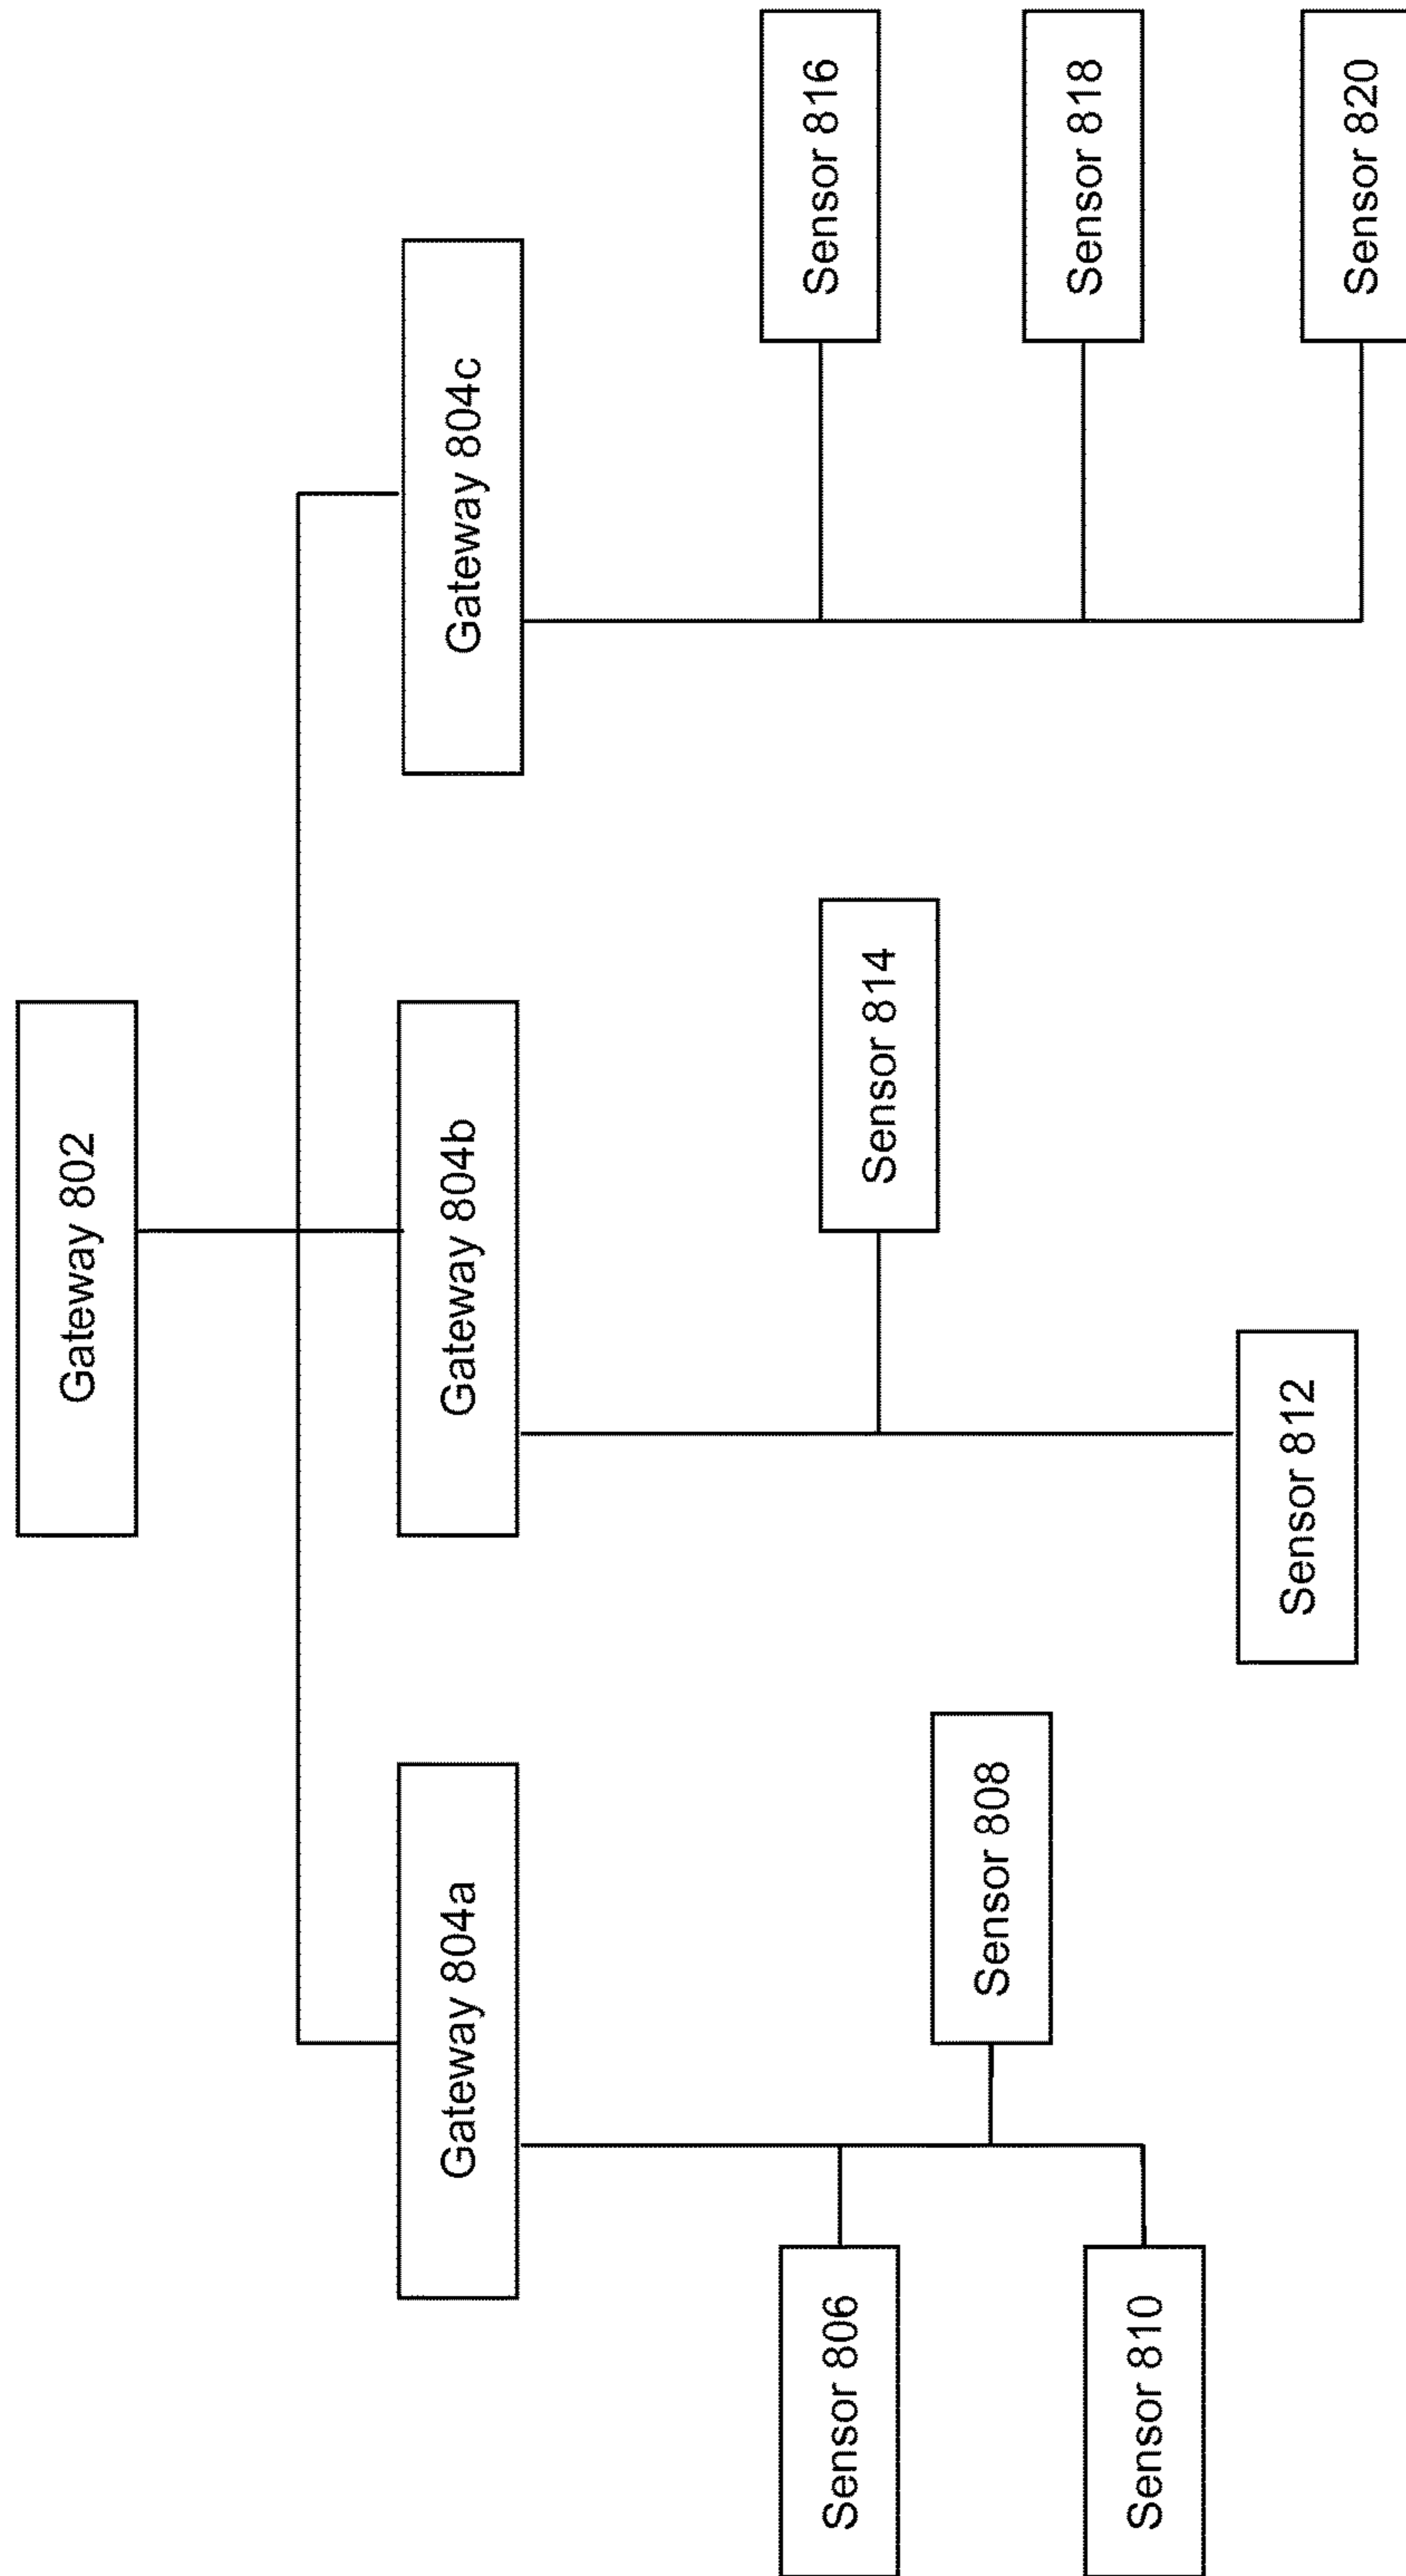 Gateway 802
Gateway 804a
Gateway 804b
Gateway 804c
Sensor 806
Sensor 808
Sensor 810
Sensor 814
Sensor 812
Sensor 816
Sensor 818
Sensor 820